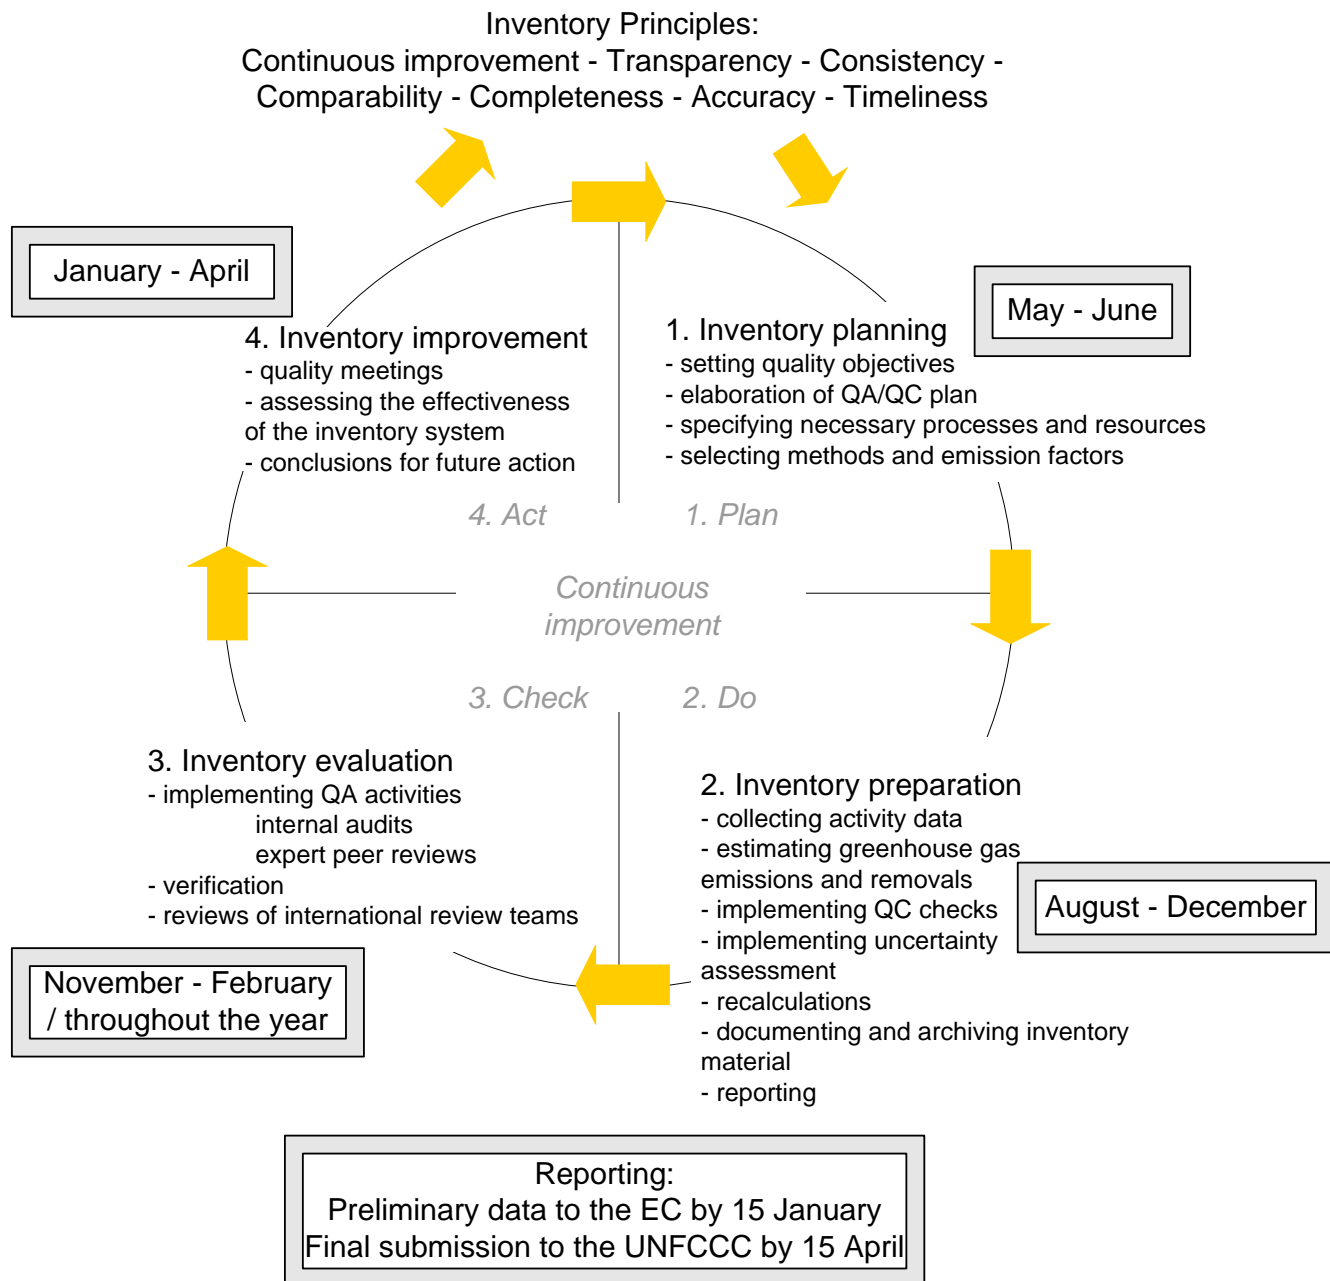 Inventory Principles:
Continuous improvement - Transparency - Consistency -
Comparability - Completeness - Accuracy - Timeliness
January - April
May - June
4. Inventory improvement
- quality meetings
- assessing the effectiveness
of the inventory system
- conclusions for future action
1. Inventory planning
- setting quality objectives
- elaboration of QA/QC plan
- specifying necessary processes and resources
- selecting methods and emission factors
4. Act
1. Plan
Continuous
improvement
3. Check
2. Do
3. Inventory evaluation
- implementing QA activities
internal audits
expert peer reviews
- verification
- reviews of international review teams
2. Inventory preparation
- collecting activity data
- estimating greenhouse gas
emissions and removals
- implementing QC checks
- implementing uncertainty
assessment
- recalculations
- documenting and archiving inventory
material
- reporting
August - December
November - February
/ throughout the year
Reporting:
Preliminary data to the EC by 15 January
Final submission to the UNFCCC by 15 April